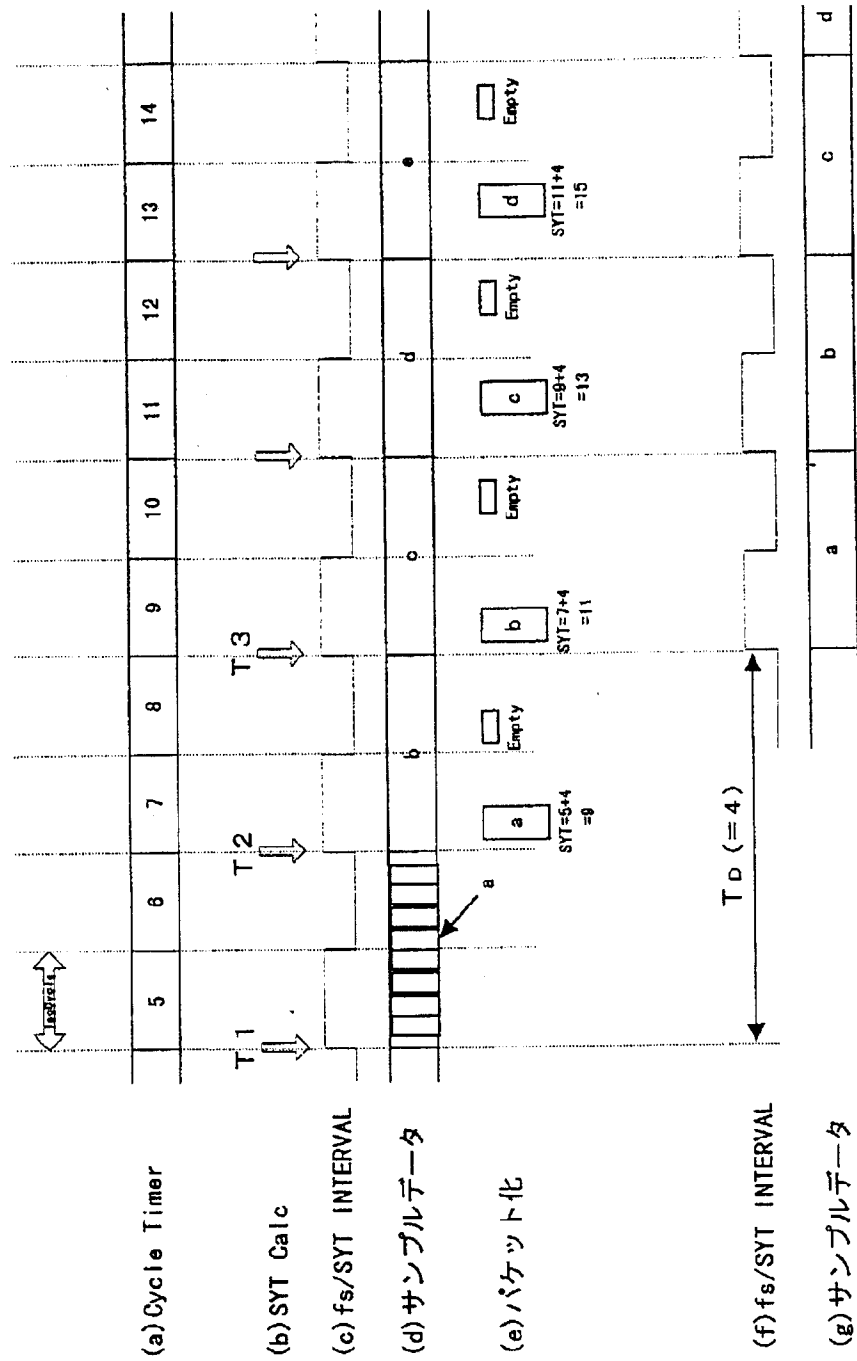 (a)Cycle Timer
5
6
7
8
9
10
11
12
13
14
IsoCycle
(b)SYT Calc
T1
T2
T3
(c)fs/SYT INTERVAL
(d)サンプルデータ
a
b
c
d
e
(e)パケット化
a
SYT=5+4
=9
Empty
b
SYT=7+4
=11
Empty
c
SYT=9+4
=13
Empty
d
SYT=11+4
=15
Empty
(f)fs/SYT INTERVAL
TD (=4)
(g)サンプルデータ
a
b
c
d